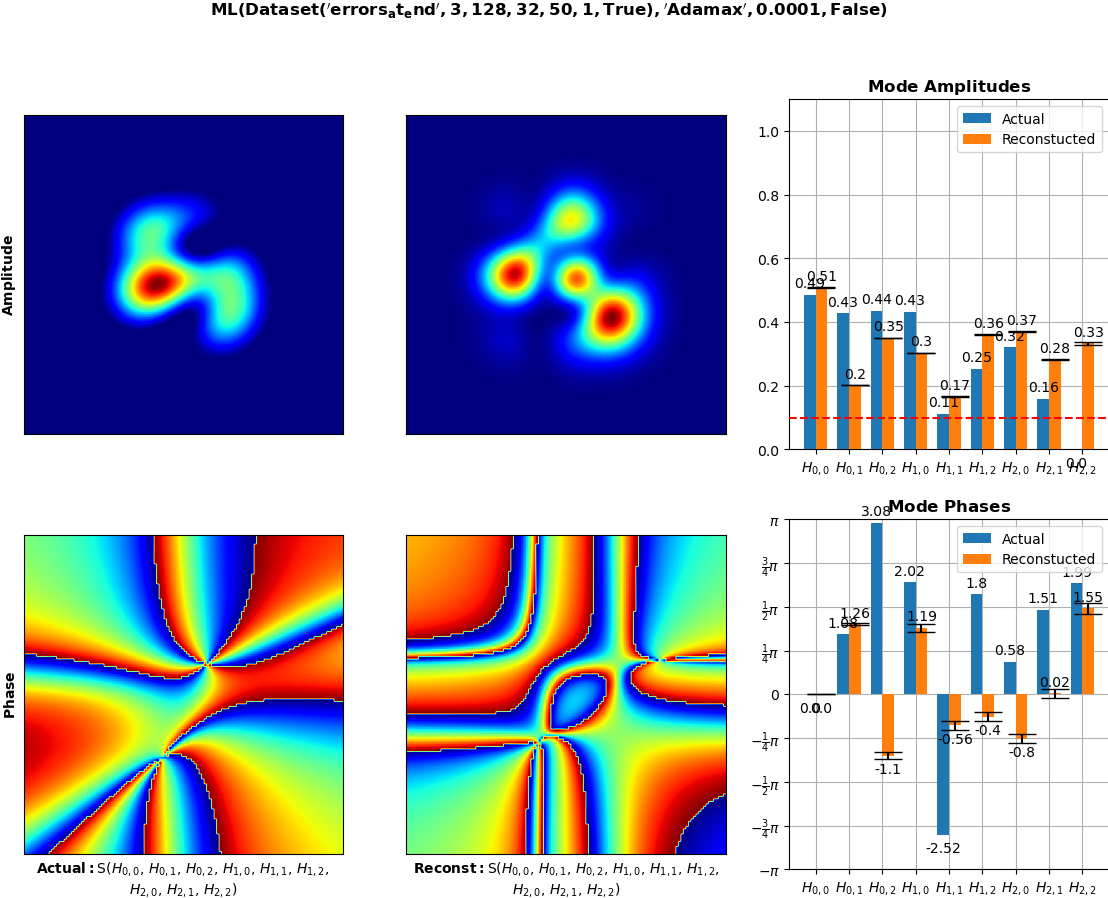 ML(Dataset('errors_at_end', 3, 128, 32, 50, 1, True), 'Adamax', 0.0001, False)
Amplitude
Mode Amplitudes
Actual
Reconstucted
1.0
0.8
0.6
0.4
0.2
0.0
0.49 0.51
0.43 0.2
0.44 0.35
0.43 0.3
0.11 0.17
0.25 0.36
0.32 0.37
0.16 0.28
0.0 0.33
H0,0 H0,1 H0,2 H1,0 H1,1 H1,2 H2,0 H2,1 H2,2
Phase
Mode Phases
Actual
Reconstucted
π
3/4π
1/2π
1/4π
0
−1/4π
−1/2π
−3/4π
−π
0.0 0.0
1.08 1.26
3.08 -1.1
2.02 1.19
-2.52 -0.56
1.8 -0.4
0.58 -0.8
1.51 0.02
1.99 1.55
H0,0 H0,1 H0,2 H1,0 H1,1 H1,2 H2,0 H2,1 H2,2
Actual: S(H0,0, H0,1, H0,2, H1,0, H1,1, H1,2,
H2,0, H2,1, H2,2)
Reconst: S(H0,0, H0,1, H0,2, H1,0, H1,1, H1,2,
H2,0, H2,1, H2,2)